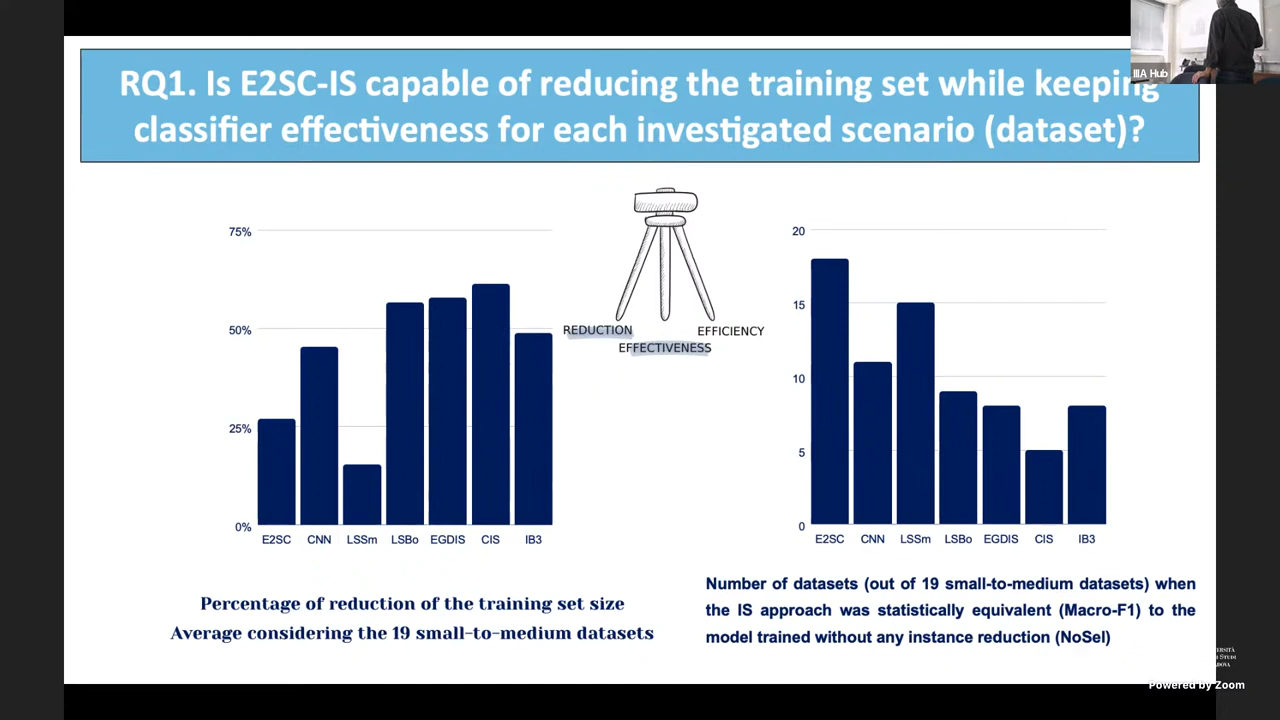 RQ1. Is E2SC-IS capable of reducing the training set while keeping
classifier effectiveness for each investigated scenario (dataset)?
IIIA Hub
75%
50%
25%
0%
E2SC CNN LSSm LSBo EGDIS CIS IB3
REDUCTION
EFFICIENCY
EFFECTIVENESS
20
15
10
5
0
E2SC CNN LSSm LSBo EGDIS CIS IB3
Percentage of reduction of the training set size
Average considering the 19 small-to-medium datasets
Number of datasets (out of 19 small-to-medium datasets) when
the IS approach was statistically equivalent (Macro-F1) to the
model trained without any instance reduction (NoSel)
Powered by Zoom